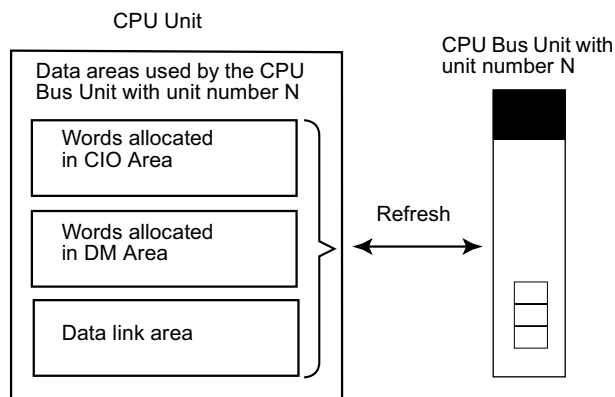 CPU Unit
Data areas used by the CPU
Bus Unit with unit number N
Words allocated
in CIO Area
Words allocated
in DM Area
Data link area
Refresh
CPU Bus Unit with
unit number N